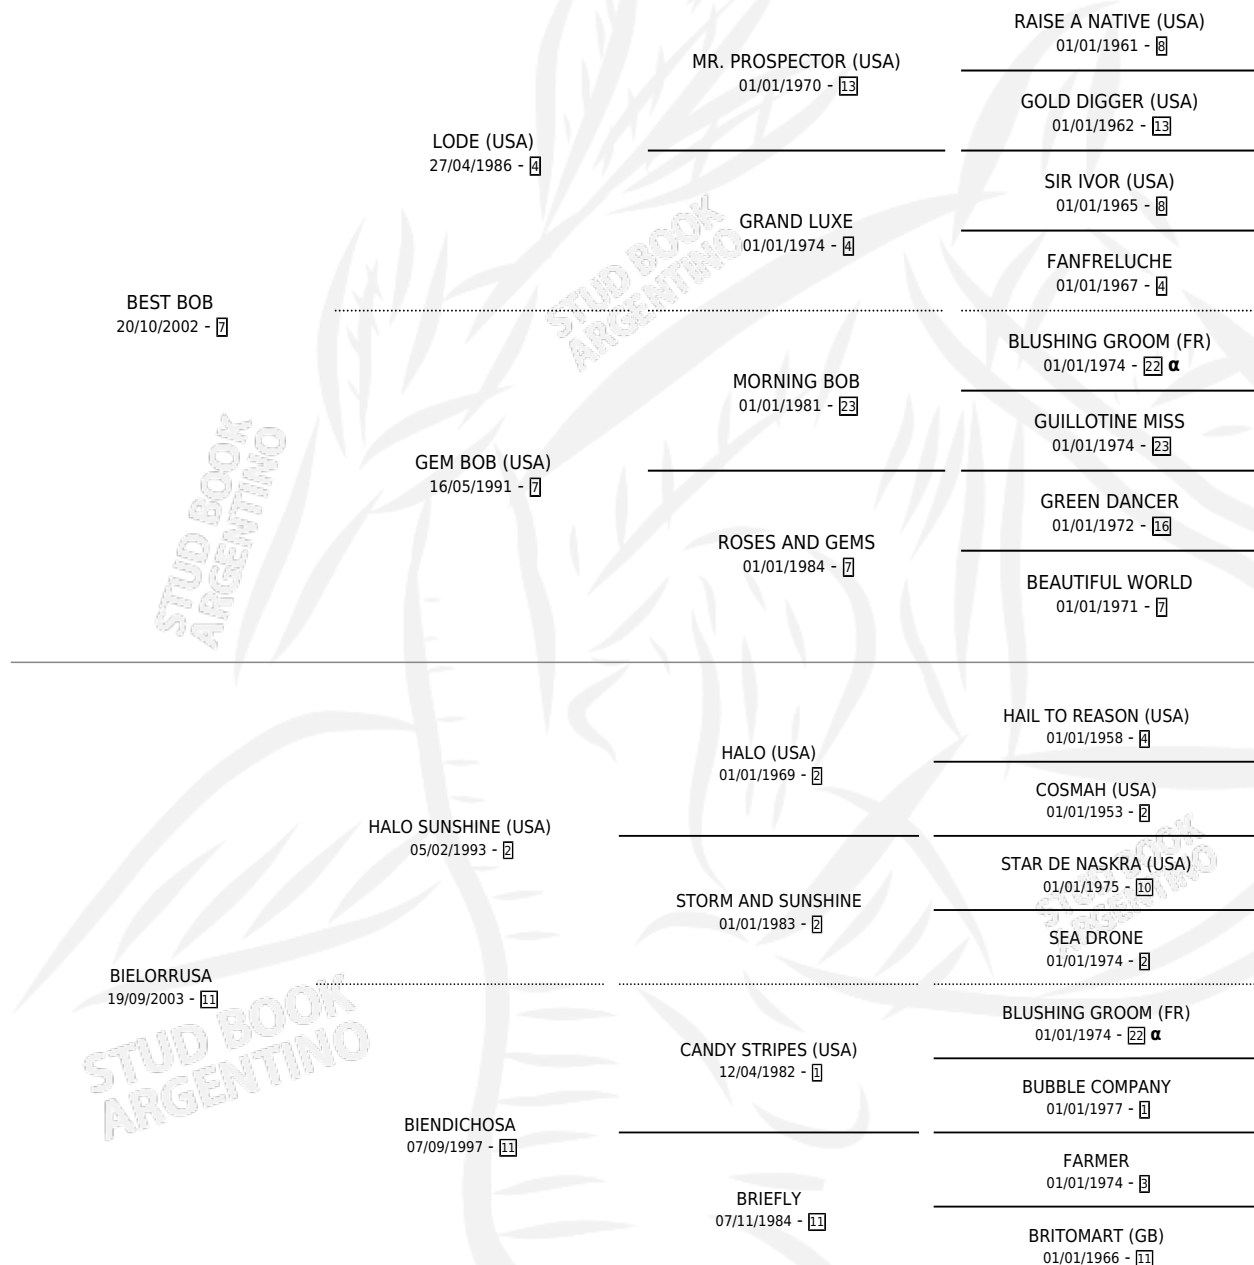 RAISE A NATIVE (USA)
01/01/1961 - 8
MR. PROSPECTOR (USA)
01/01/1970 - 13
GOLD DIGGER (USA)
01/01/1962 - 13
LODE (USA)
27/04/1986 - 4
SIR IVOR (USA)
01/01/1965 - 8
GRAND LUXE
01/01/1974 - 4
FANFRELUCHE
01/01/1967 - 4
BEST BOB
20/10/2002 - 7
BLUSHING GROOM (FR)
01/01/1974 - 22 α
MORNING BOB
01/01/1981 - 23
GUILLOTINE MISS
01/01/1974 - 23
GEM BOB (USA)
16/05/1991 - 7
GREEN DANCER
01/01/1972 - 16
ROSES AND GEMS
01/01/1984 - 7
BEAUTIFUL WORLD
01/01/1971 - 7
HAIL TO REASON (USA)
01/01/1958 - 4
HALO (USA)
01/01/1969 - 2
COSMAH (USA)
01/01/1953 - 2
HALO SUNSHINE (USA)
05/02/1993 - 2
STAR DE NASKRA (USA)
01/01/1975 - 10
STORM AND SUNSHINE
01/01/1983 - 2
SEA DRONE
01/01/1974 - 2
BIELORRUSA
19/09/2003 - 11
BLUSHING GROOM (FR)
01/01/1974 - 22 α
CANDY STRIPES (USA)
12/04/1982 - 1
BUBBLE COMPANY
01/01/1977 - 1
BIENDICHOSA
07/09/1997 - 11
FARMER
01/01/1974 - 3
BRIEFLY
07/11/1984 - 11
BRITOMART (GB)
01/01/1966 - 11
STUD BOOK
ARGENTINO
STUD BOOK
ARGENTINO
STUD BOOK
ARGENTINO
STUD BOOK
ARGENTINO